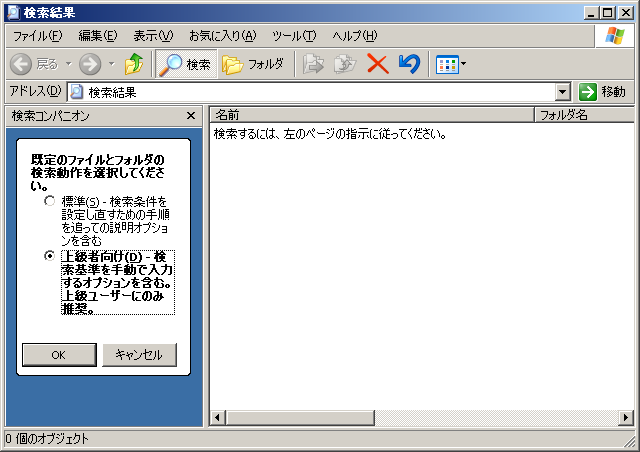 検索結果
ファイル(F) 編集(E) 表示(V) お気に入り(A) ツール(T) ヘルプ(H)
戻る 検索 フォルダ
アドレス(D) 検索結果 移動
検索コンパニオン
名前 フォルダ名
検索するには、左のページの指示に従ってください。
既定のファイルとフォルダの
検索動作を選択してくださ
い。
標準(S) - 検索条件を
設定し直すための手順
を追っての説明オプショ
ンを含む
上級者向け(D) - 検
索基準を手動で入力
するオプションを含む。
上級ユーザーにのみ
推奨。
OK キャンセル
0 個のオブジェクト